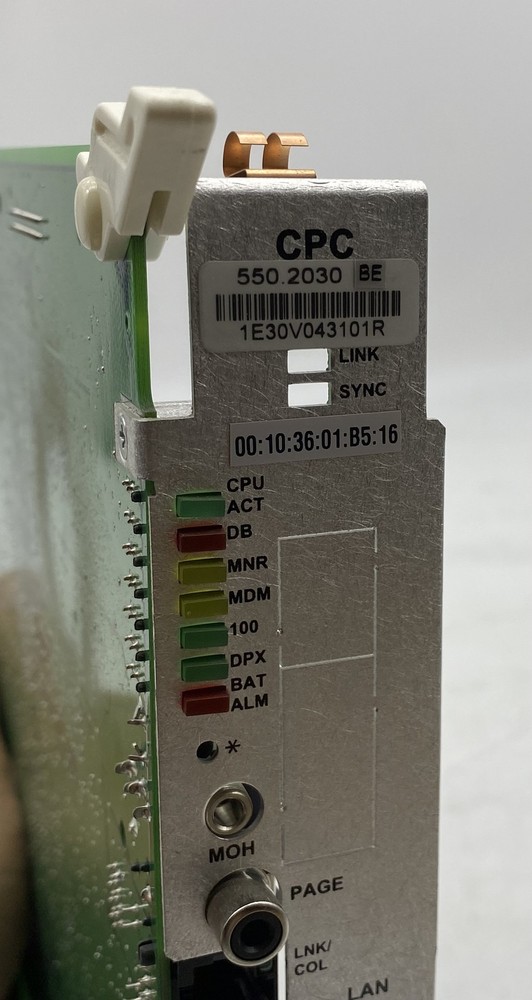 CPC
550.2030 BE
1E30V043101R
LINK
SYNC
00:10:36:01:B5:16
CPU
ACT
DB
MNR
MDM
100
DPX
BAT
ALM
*
MOH
PAGE
LNK/
COL
LAN